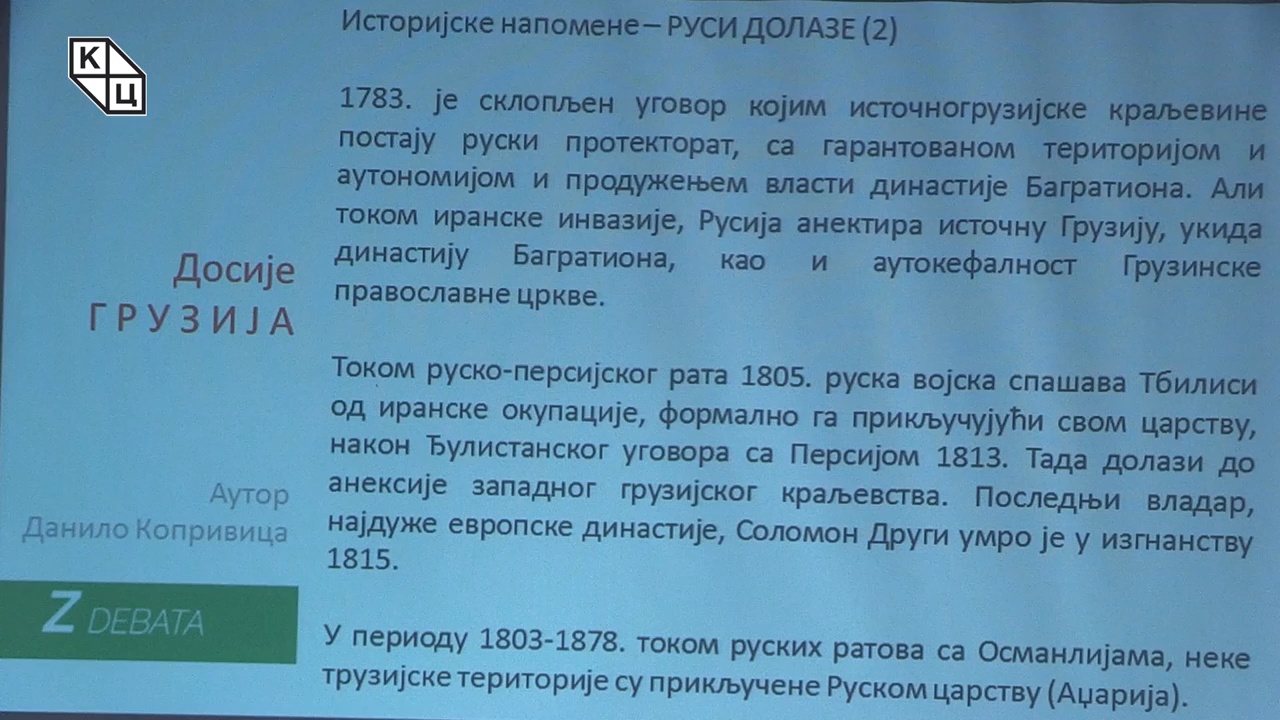 К
Ц
Историјске напомене – РУСИ ДОЛАЗЕ (2)
1783. је склопљен уговор којим источногрузијске краљевине
постају руски протекторат, са гарантованом територијом и
аутономијом и продужењем власти династије Багратиона. Али
током иранске инвазије, Русија анектира источну Грузију, укида
династију Багратиона, као и аутокефалност Грузинске
православне цркве.
Током руско-персијског рата 1805. руска војска спашава Тбилиси
од иранске окупације, формално га прикључујући свом царству,
након Ђулистанског уговора са Персијом 1813. Тада долази до
анексије западног грузијског краљевства. Последњи владар,
најдуже европске династије, Соломон Други умро је у изгнанству
1815.
У периоду 1803-1878. током руских ратова са Османлијама, неке
трузијске територије су прикључене Руском царству (Аџарија).
Досије
ГРУЗИЈА
Аутор
Данило Копривица
Z DEBATA